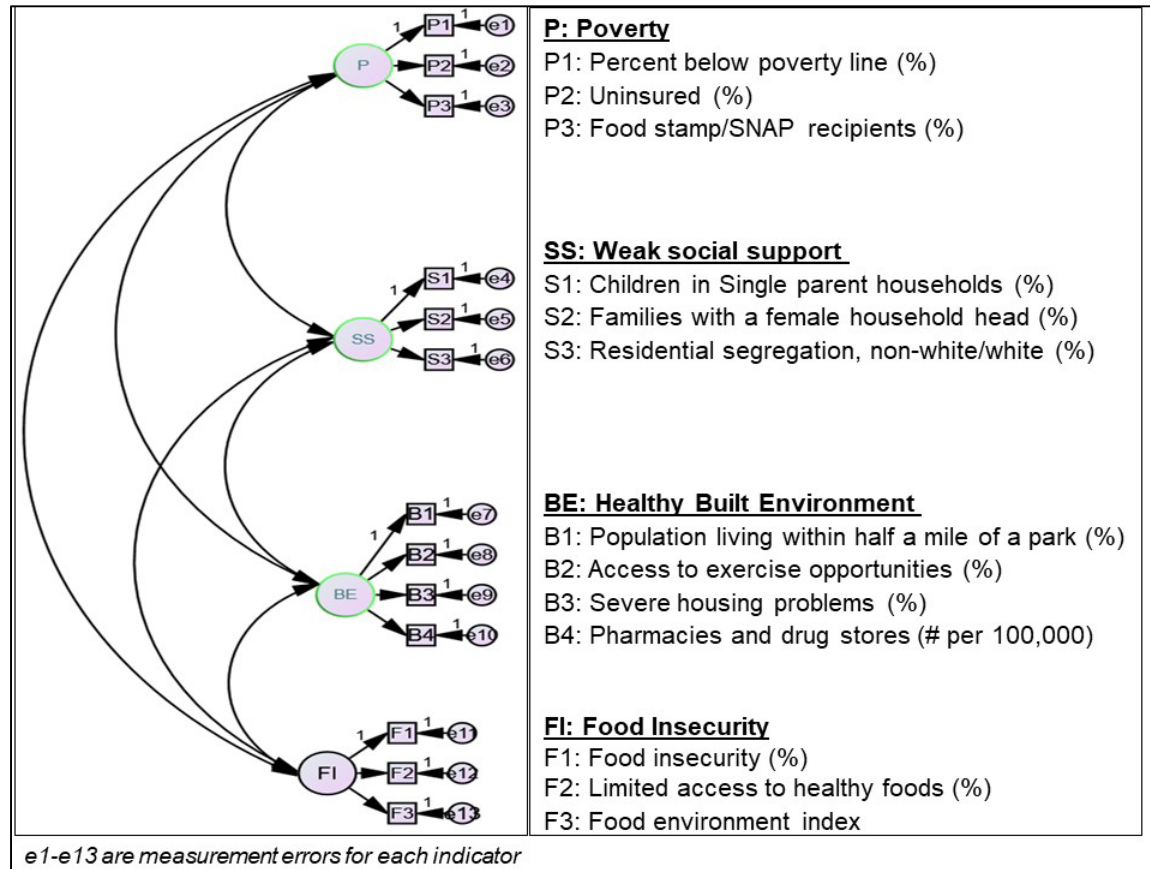 P
1
P1
1
e1
P2
1
e2
P3
1
e3
SS
1
S1
1
e4
S2
1
e5
S3
1
e6
BE
1
B1
1
e7
B2
1
e8
B3
1
e9
B4
1
e10
FI
1
F1
1
e11
F2
1
e12
F3
1
e13
P: Poverty
P1: Percent below poverty line (%)
P2: Uninsured (%)
P3: Food stamp/SNAP recipients (%)
SS: Weak social support
S1: Children in Single parent households (%)
S2: Families with a female household head (%)
S3: Residential segregation, non-white/white (%)
BE: Healthy Built Environment
B1: Population living within half a mile of a park (%)
B2: Access to exercise opportunities (%)
B3: Severe housing problems (%)
B4: Pharmacies and drug stores (# per 100,000)
FI: Food Insecurity
F1: Food insecurity (%)
F2: Limited access to healthy foods (%)
F3: Food environment index
e1-e13 are measurement errors for each indicator